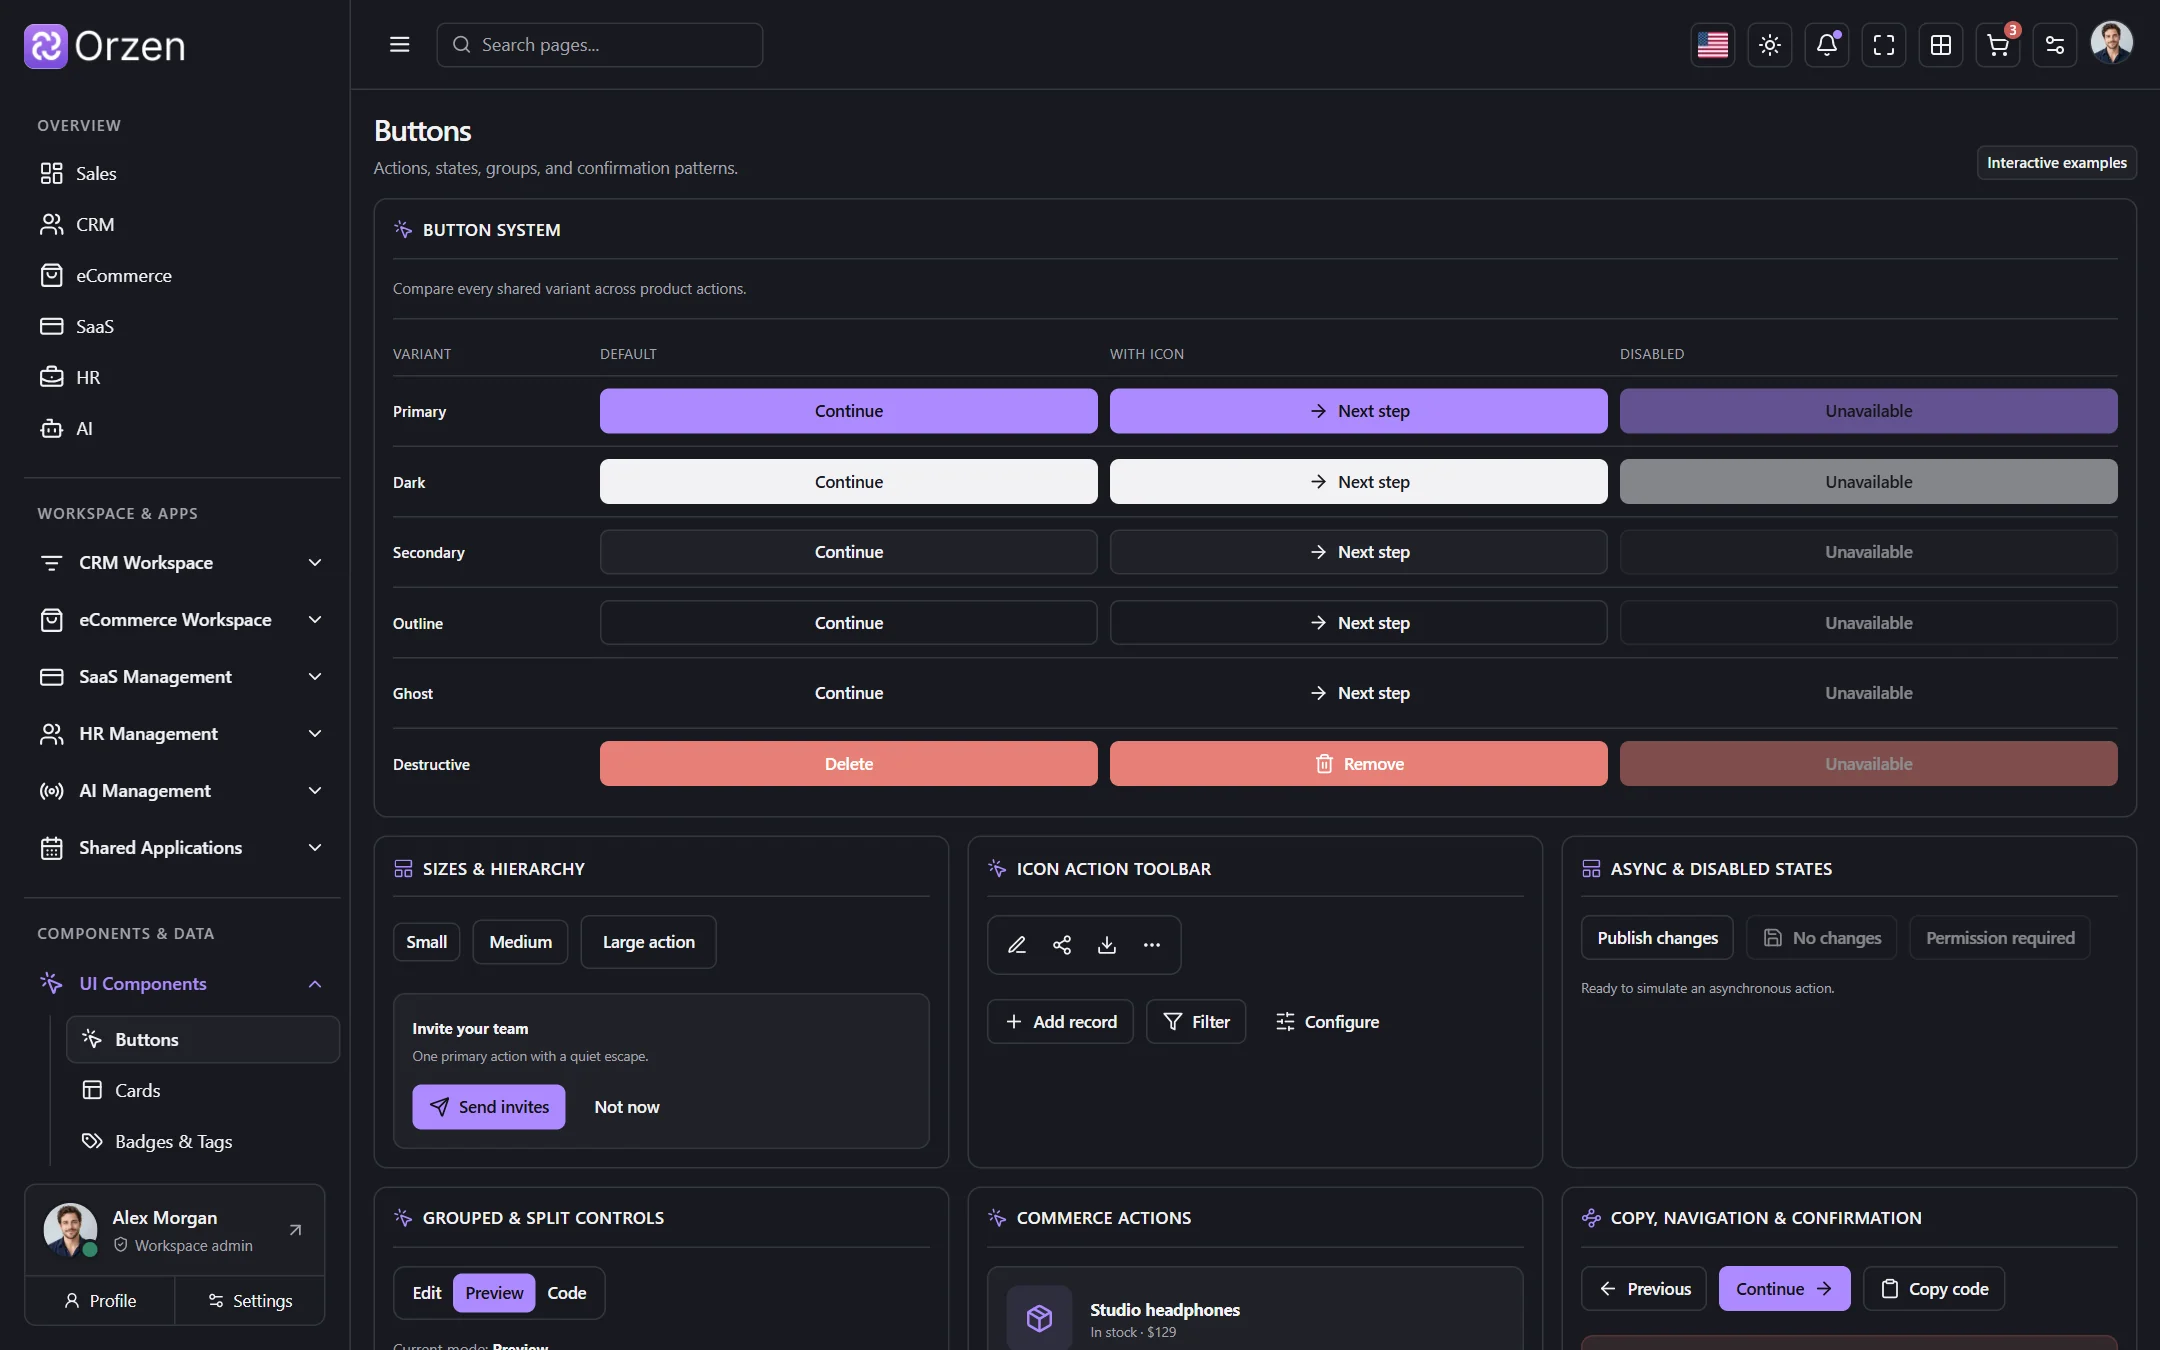 Orzen
Search pages...
3
OVERVIEW
Sales
CRM
eCommerce
SaaS
HR
AI
WORKSPACE & APPS
CRM Workspace
eCommerce Workspace
SaaS Management
HR Management
AI Management
Shared Applications
COMPONENTS & DATA
UI Components
Buttons
Cards
Badges & Tags
Alex Morgan
Workspace admin
Profile
Settings
Buttons
Actions, states, groups, and confirmation patterns.
Interactive examples
BUTTON SYSTEM
Compare every shared variant across product actions.
VARIANT DEFAULT WITH ICON DISABLED
Primary Continue Next step Unavailable
Dark Continue Next step Unavailable
Secondary Continue Next step Unavailable
Outline Continue Next step Unavailable
Ghost Continue Next step Unavailable
Destructive Delete Remove Unavailable
SIZES & HIERARCHY
Small Medium Large action
Invite your team
One primary action with a quiet escape.
Send invites Not now
ICON ACTION TOOLBAR
Add record Filter Configure
ASYNC & DISABLED STATES
Publish changes No changes Permission required
Ready to simulate an asynchronous action.
GROUPED & SPLIT CONTROLS
Edit Preview Code
Current mode: Preview
COMMERCE ACTIONS
Studio headphones
In stock · $129
COPY, NAVIGATION & CONFIRMATION
Previous Continue Copy code